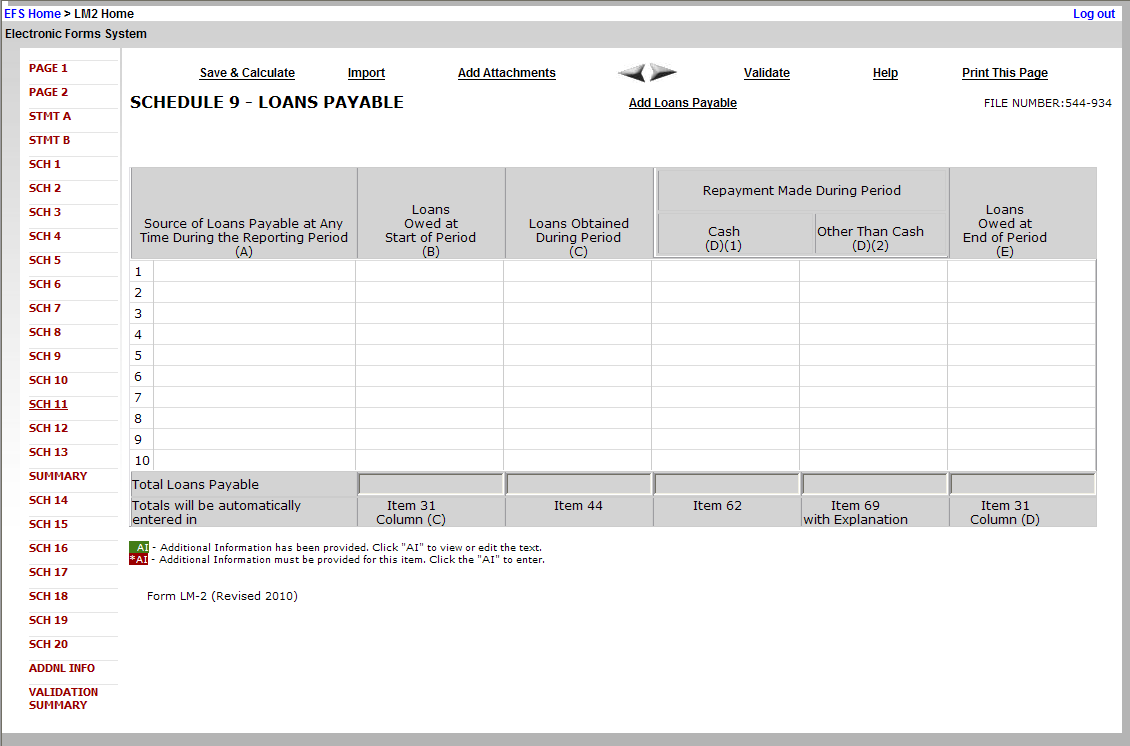 EFS Home > LM2 Home
Log out
Electronic Forms System
PAGE 1
PAGE 2
STMT A
STMT B
SCH 1
SCH 2
SCH 3
SCH 4
SCH 5
SCH 6
SCH 7
SCH 8
SCH 9
SCH 10
SCH 11
SCH 12
SCH 13
SUMMARY
SCH 14
SCH 15
SCH 16
SCH 17
SCH 18
SCH 19
SCH 20
ADDNL INFO
VALIDATION
SUMMARY
Save & Calculate
Import
Add Attachments
Validate
Help
Print This Page
SCHEDULE 9 - LOANS PAYABLE
Add Loans Payable
FILE NUMBER:544-934
Source of Loans Payable at Any
Time During the Reporting Period
(A)
Loans
Owed at
Start of Period
(B)
Loans Obtained
During Period
(C)
Repayment Made During Period
Cash
(D)(1)
Other Than Cash
(D)(2)
Loans
Owed at
End of Period
(E)
1
2
3
4
5
6
7
8
9
10
Total Loans Payable
Totals will be automatically
entered in
Item 31
Column (C)
Item 44
Item 62
Item 69
with Explanation
Item 31
Column (D)
AI - Additional Information has been provided. Click "AI" to view or edit the text.
*AI - Additional Information must be provided for this item. Click the "AI" to enter.
Form LM-2 (Revised 2010)